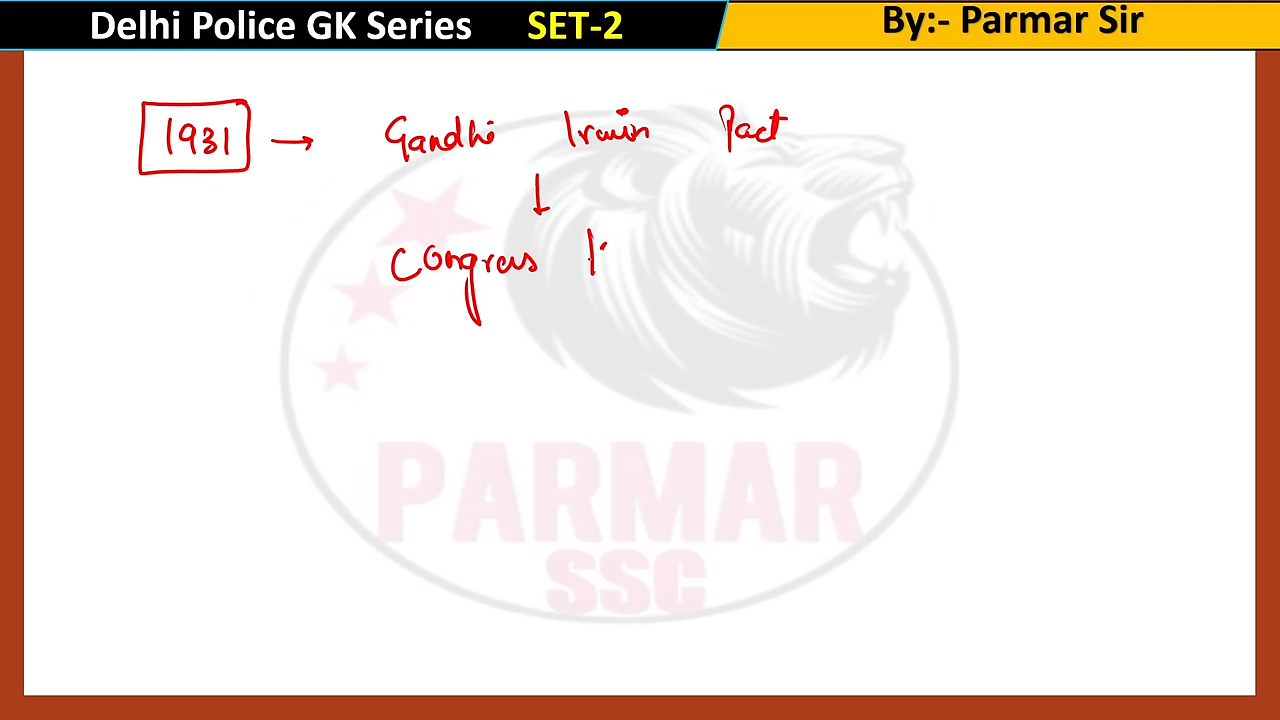 Delhi Police GK Series SET-2 By:- Parmar Sir
1931 → Gandhi Irwin Pact
↓
Congress
PARMAR
SSC